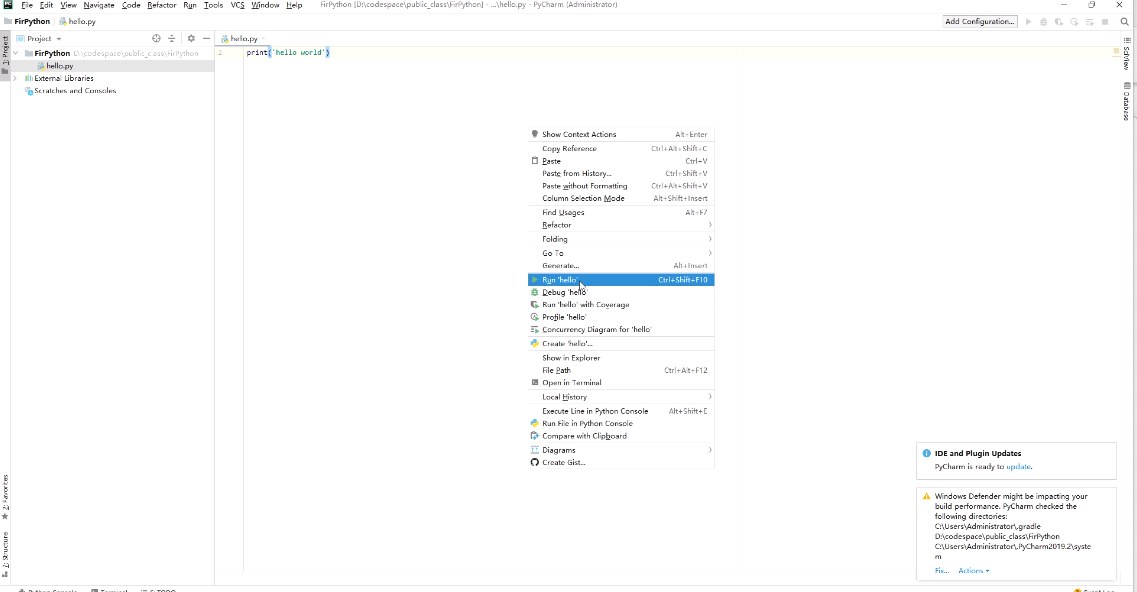 File Edit View Navigate Code Refactor Run Tools VCS Window Help FirPython [D:\codespace\public_class\FirPython] - ...\hello.py - PyCharm (Administrator)
FirPython hello.py Add Configuration...
1: Project
Project
hello.py
FirPython D:\codespace\public_class\FirPython
hello.py
External Libraries
Scratches and Consoles
1 print('hello world')
SciView
Database
Show Context Actions Alt+Enter
Copy Reference Ctrl+Alt+Shift+C
Paste Ctrl+V
Paste from History... Ctrl+Shift+V
Paste without Formatting Ctrl+Alt+Shift+V
Column Selection Mode Alt+Shift+Insert
Find Usages Alt+F7
Refactor
Folding
Go To
Generate... Alt+Insert
Run 'hello' Ctrl+Shift+F10
Debug 'hello'
Run 'hello' with Coverage
Profile 'hello'
Concurrency Diagram for 'hello'
Create 'hello'...
Show in Explorer
File Path Ctrl+Alt+F12
Open in Terminal
Local History
Execute Line in Python Console Alt+Shift+E
Run File in Python Console
Compare with Clipboard
Diagrams
Create Gist...
IDE and Plugin Updates
PyCharm is ready to update.
Windows Defender might be impacting your
build performance. PyCharm checked the
following directories:
C:\Users\Administrator\.gradle
D:\codespace\public_class\FirPython
C:\Users\Administrator\.PyCharm2019.2\syste
m
Fix... Actions
2: Favorites
Z: Structure
Python Console Terminal 6: TODO Event Log